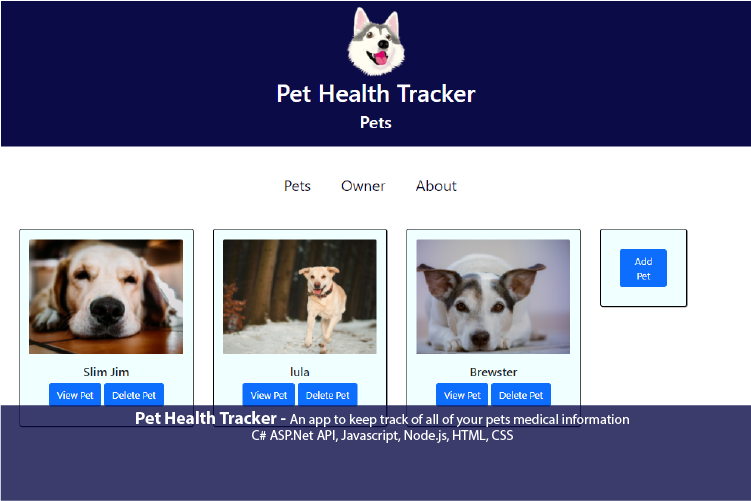 Pet Health Tracker
Pets
Pets Owner About
Slim Jim
View Pet Delete Pet
lula
View Pet Delete Pet
Brewster
View Pet Delete Pet
Add
Pet
Pet Health Tracker - An app to keep track of all of your pets medical information
C# ASP.Net API, Javascript, Node.js, HTML, CSS